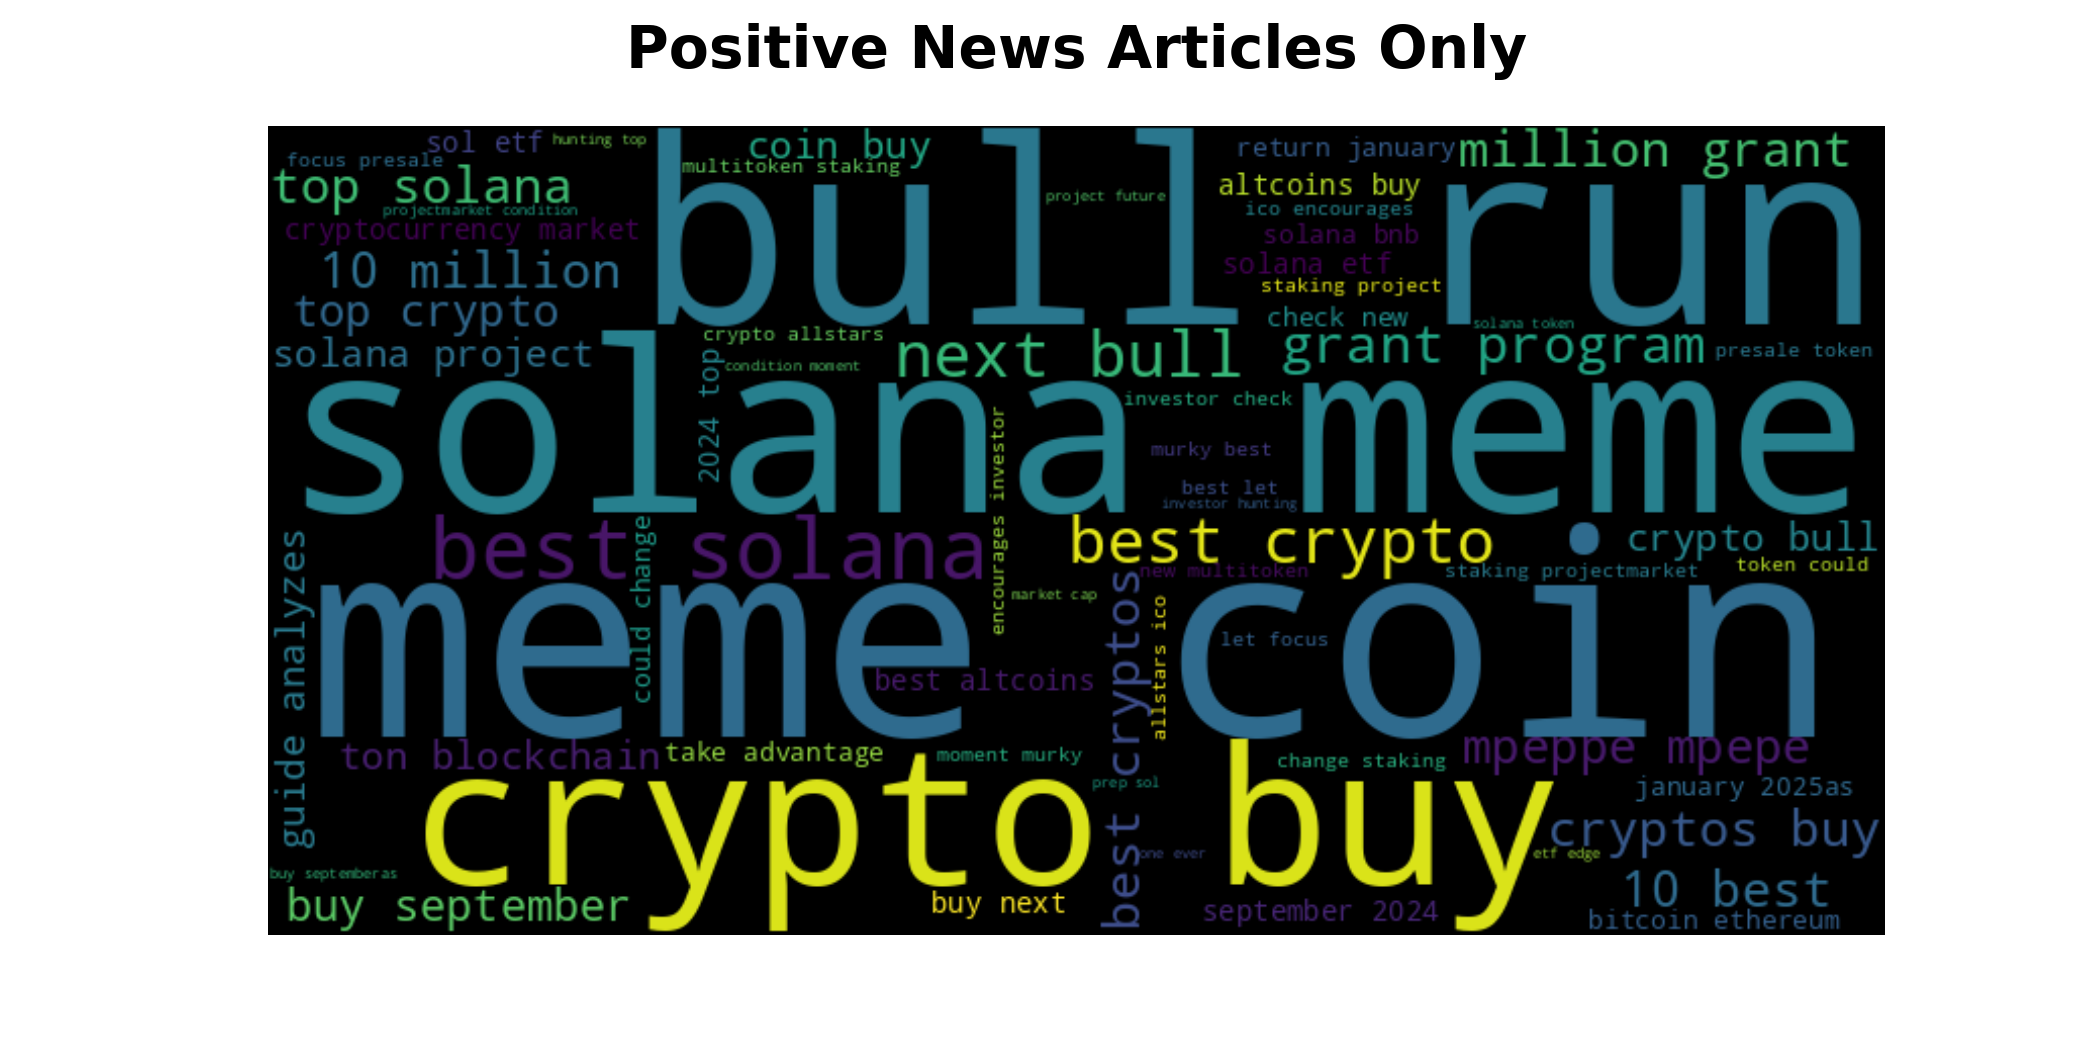 Positive News Articles Only
sol etf
hunting top
coin buy
return january
million grant
focus presale
multitoken staking
top solana
bull run
project future
altcoins buy
projectmarket condition
ico encourages
cryptocurrency market
solana bnb
10 million
solana etf
staking project
top crypto
check new
solana token
crypto allstars
solana project
next bull
grant program
presale token
condition moment
2024 top
investor check
solana meme
encourages investor
murky best
best let
investor hunting
best solana
best crypto
crypto bull
token could
new multitoken
staking projectmarket
guide analyzes
could change
market cap
best cryptos
allstars ico
let focus
meme coin
best altcoins
ton blockchain
take advantage
moment murky
change staking
mpeppe mpepe
prep sol
january 2025as
crypto buy
cryptos buy
one ever
etf edge
buy septemberas
10 best
buy september
buy next
september 2024
bitcoin ethereum